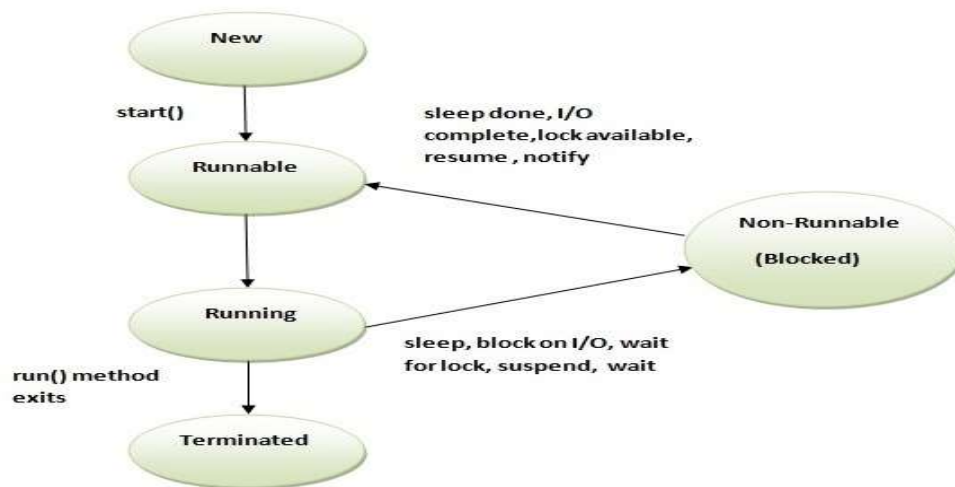 New
start()
sleep done, I/O
complete,lock available,
resume , notify
Runnable
Non-Runnable
(Blocked)
Running
sleep, block on I/O, wait
for lock, suspend, wait
run() method
exits
Terminated